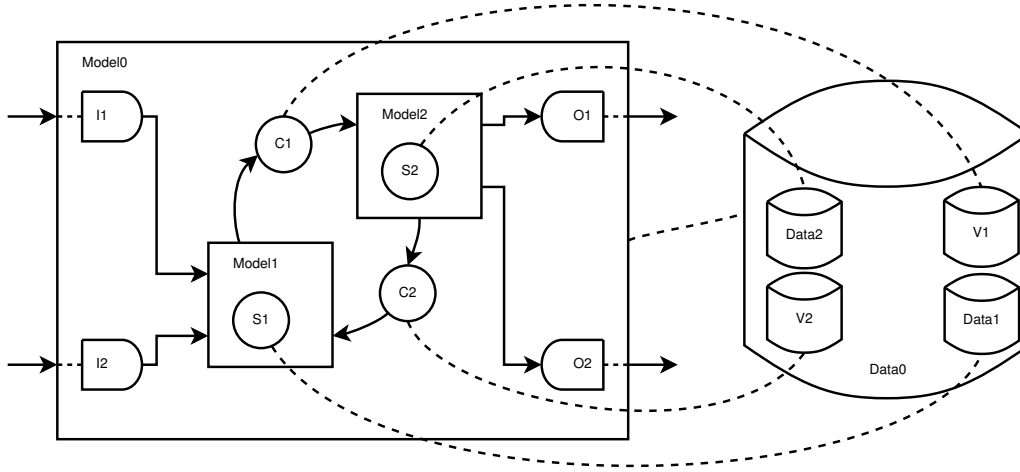 Model0
I1
C1
Model2
S2
O1
Data2
V1
Model1
S1
C2
V2
Data1
I2
O2
Data0